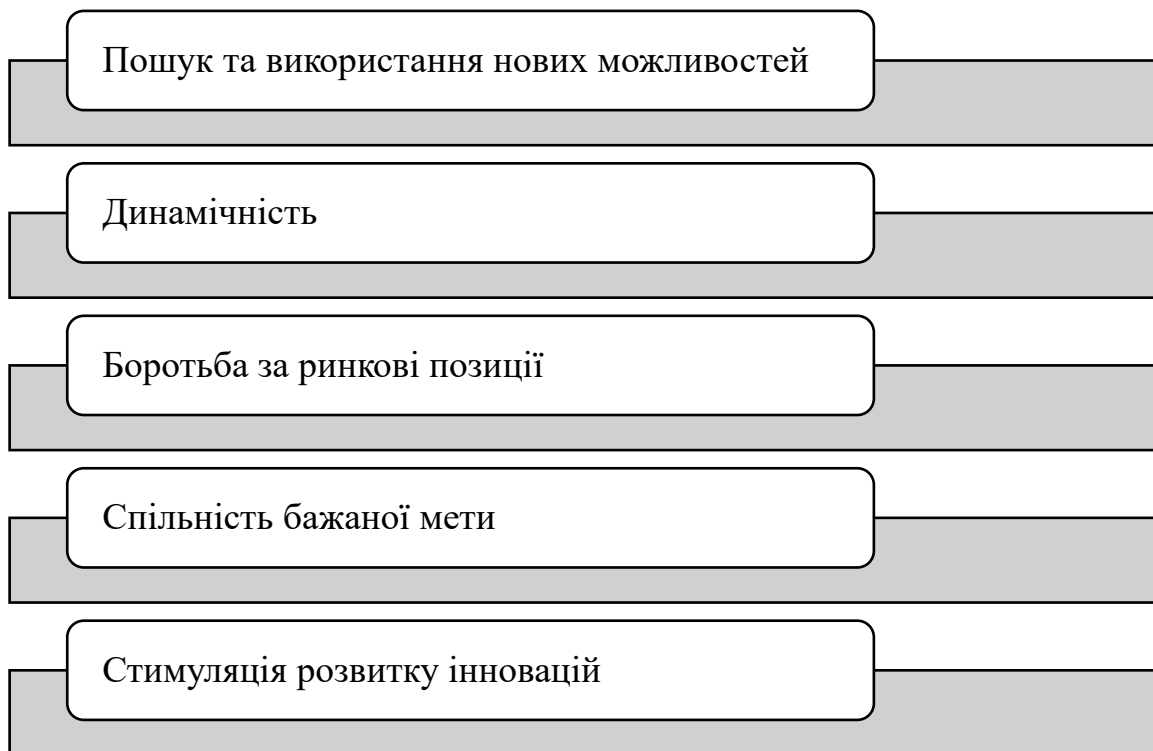 Пошук та використання нових можливостей
Динамічність
Боротьба за ринкові позиції
Спільність бажаної мети
Стимуляція розвитку інновацій